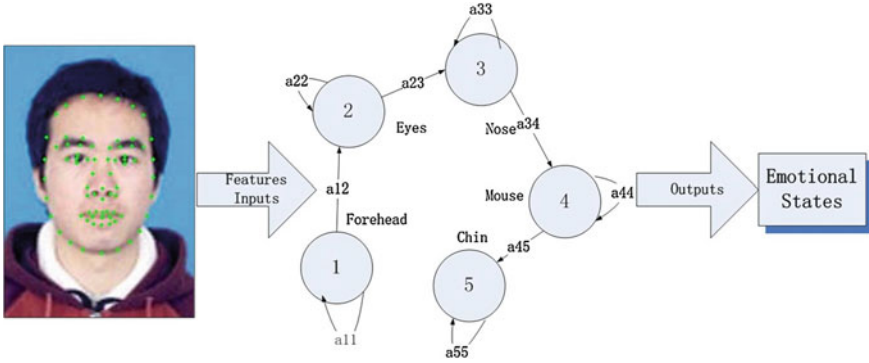 a33
3
a22
a23
2
Eyes
Nose
a34
Features
Inputs
a12
Mouse
4
a44
Outputs
Emotional
States
Forehead
Chin
a45
1
5
a11
a55